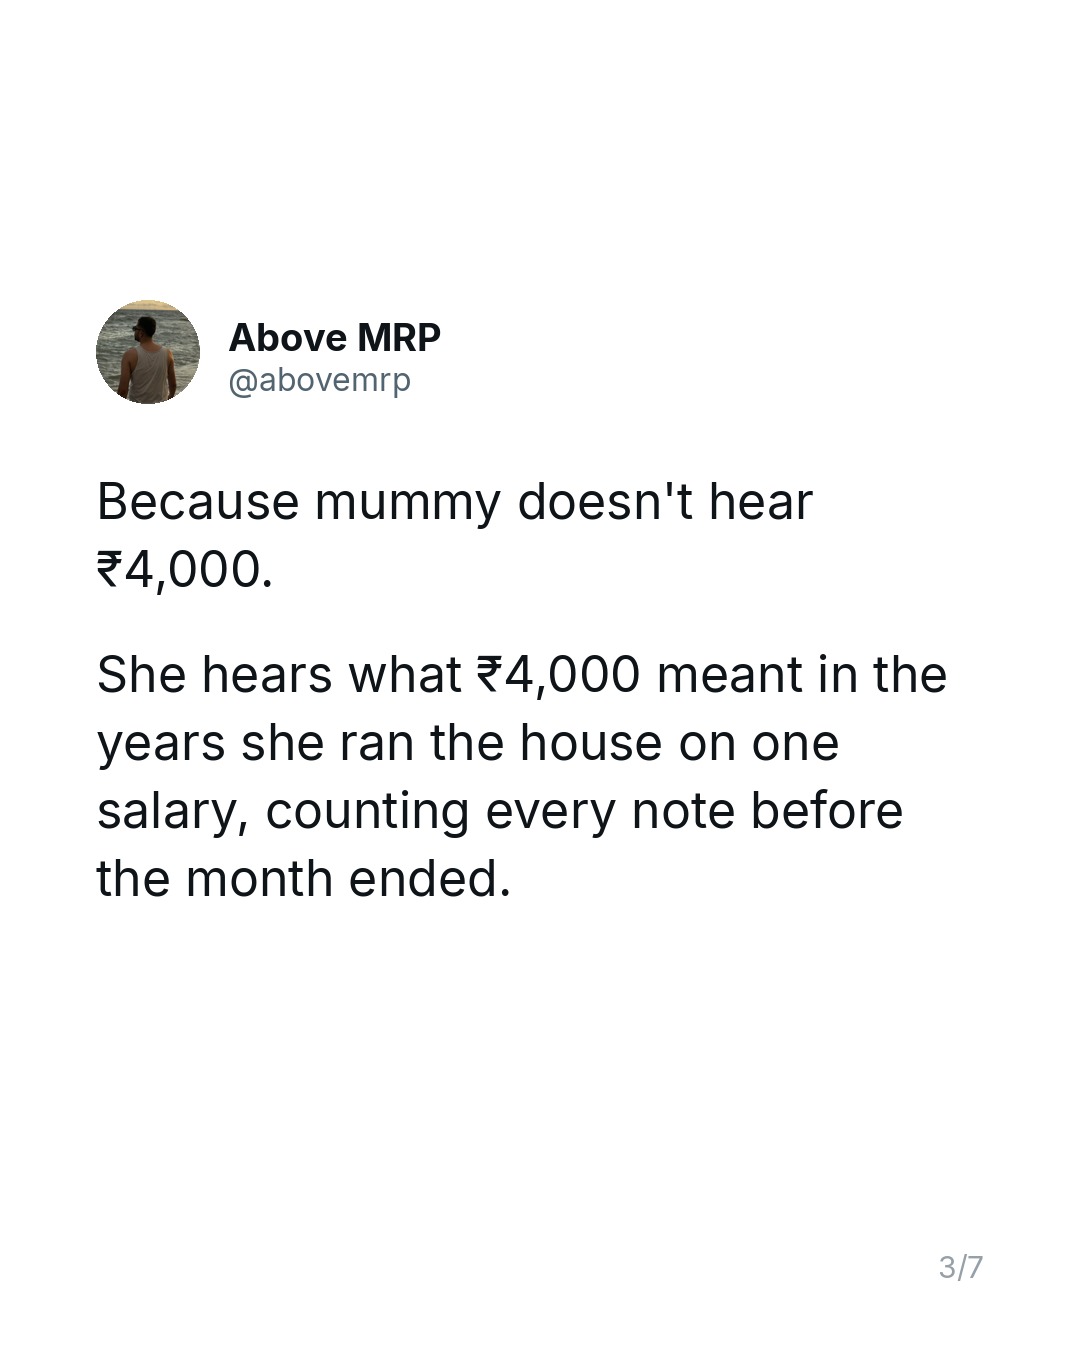 Above MRP
@abovemrp
Because mummy doesn't hear
₹4,000.
She hears what ₹4,000 meant in the
years she ran the house on one
salary, counting every note before
the month ended.
3/7